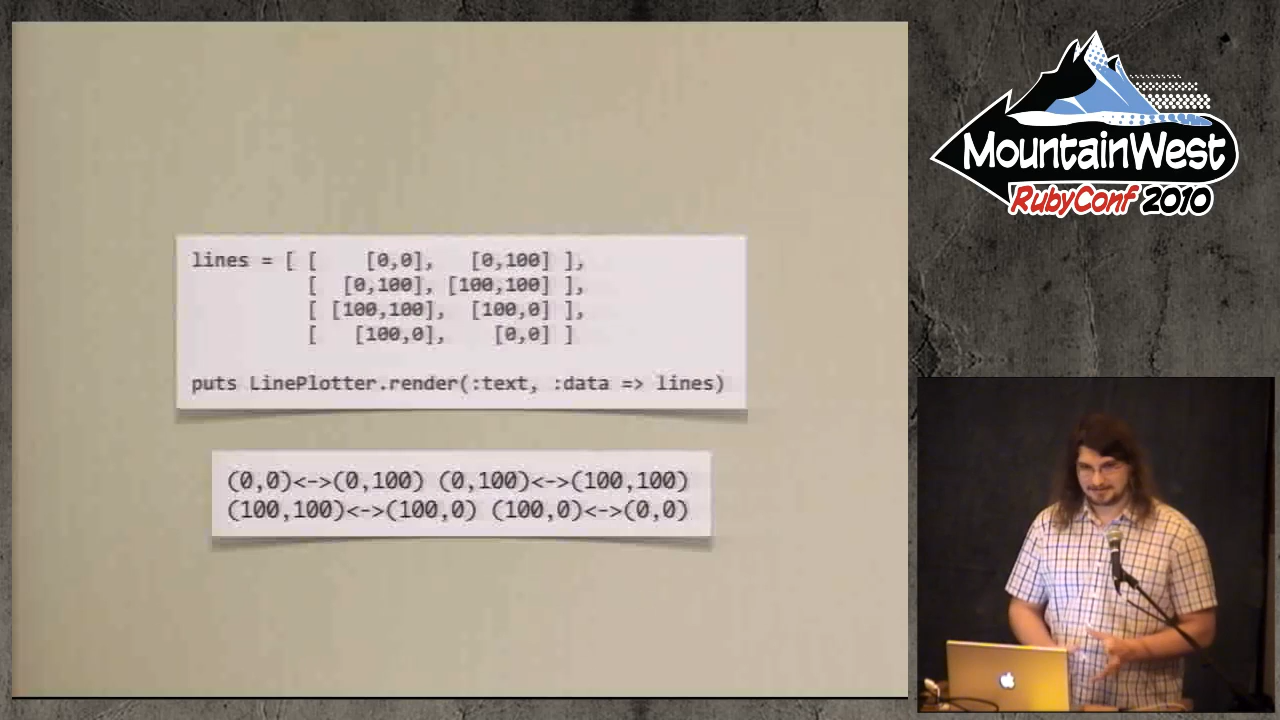 lines = [ [    [0,0],   [0,100] ],
          [  [0,100], [100,100] ],
          [ [100,100],  [100,0] ],
          [   [100,0],    [0,0] ]
puts LinePlotter.render(:text, :data => lines)
(0,0)<->(0,100) (0,100)<->(100,100)
(100,100)<->(100,0) (100,0)<->(0,0)
MountainWest
RubyConf 2010